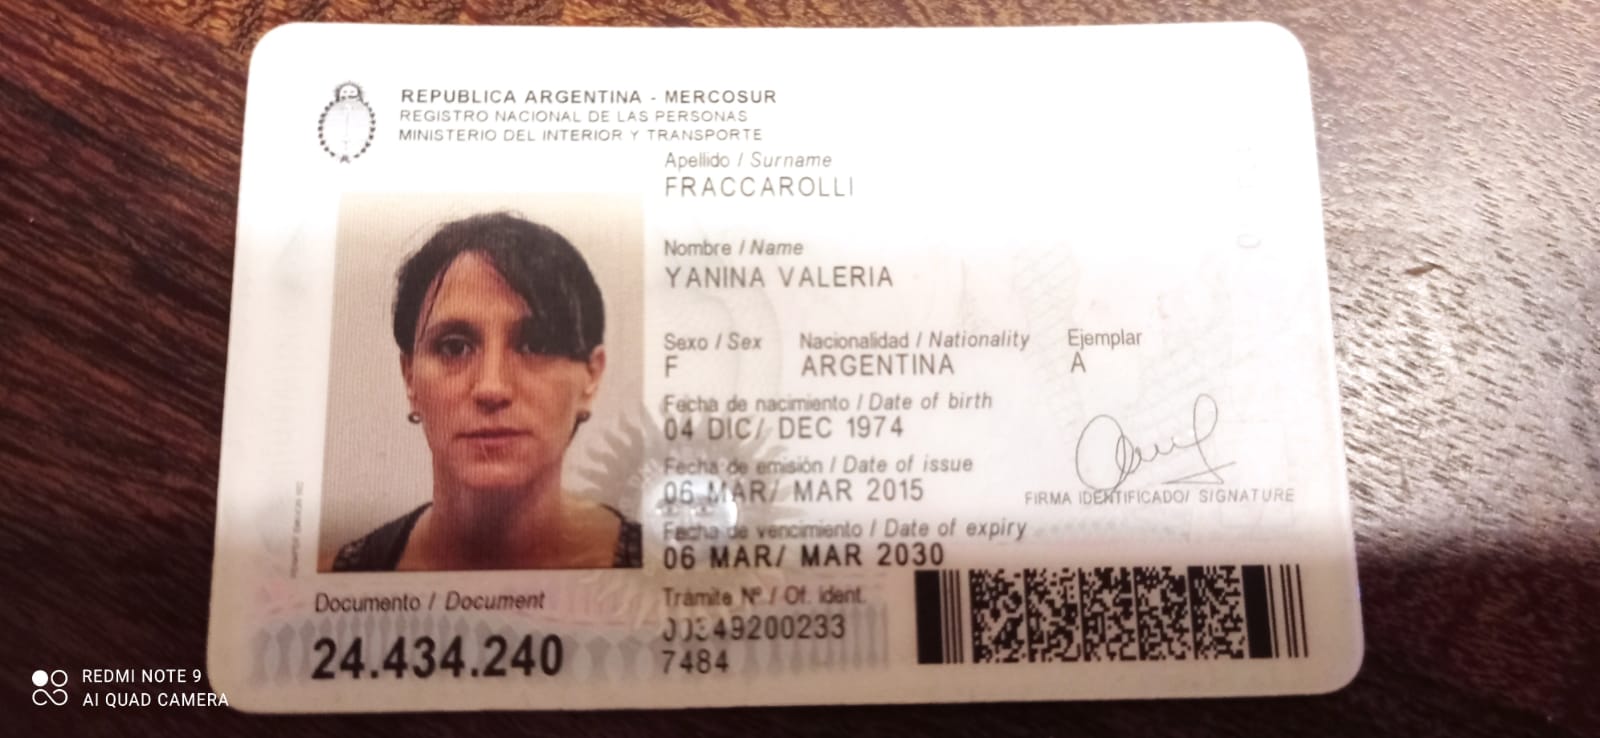 REPUBLICA ARGENTINA - MERCOSUR
REGISTRO NACIONAL DE LAS PERSONAS
MINISTERIO DEL INTERIOR Y TRANSPORTE
Apellido / Surname
FRACCAROLLI
Nombre / Name
YANINA VALERIA
Sexo / Sex Nacionalidad / Nationality Ejemplar
F ARGENTINA A
Fecha de nacimiento / Date of birth
04 DIC/ DEC 1974
Fecha de emisión / Date of issue
06 MAR/ MAR 2015
FIRMA IDENTIFICADO/ SIGNATURE
Fecha de vencimiento / Date of expiry
06 MAR/ MAR 2030
Documento / Document
24.434.240
Trámite Nº / Of. ident.
7484
REDMI NOTE 9
AI QUAD CAMERA